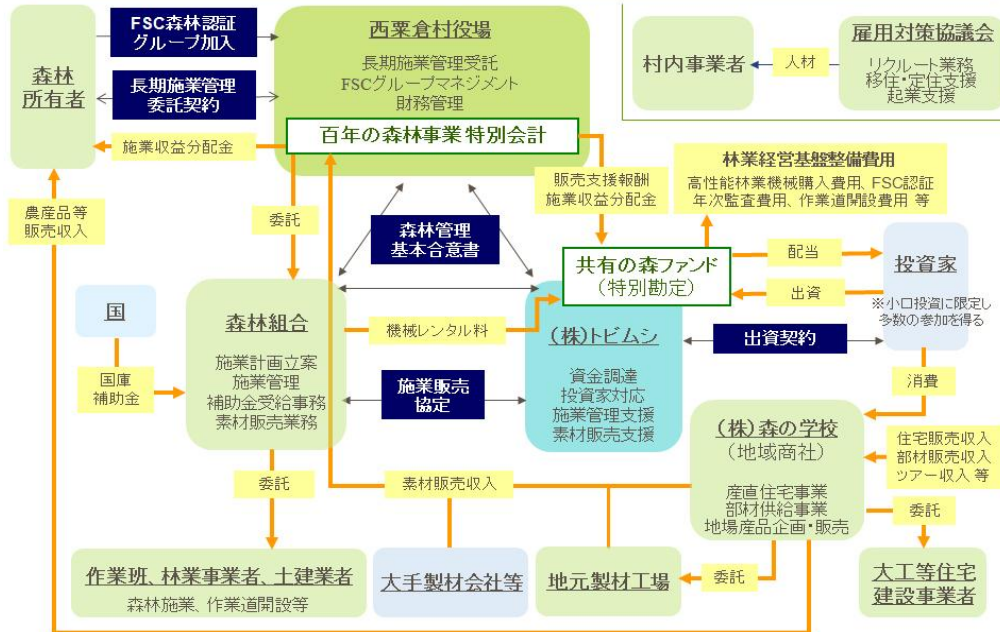 FSC森林認証
グループ加入
森林
所有者
長期施業管理
委託契約
施業収益分配金
西粟倉村役場
長期施業管理受託
FSCグループマネジメント
財務管理
百年の森林事業 特別会計
村内事業者
人材
雇用対策協議会
リクルート業務
移住・定住支援
起業支援
農産品等
販売収入
委託
森林管理
基本合意書
販売支援報酬
施業収益分配金
林業経営基盤整備費用
高性能林業機械購入費用、FSC認証
年次監査費用、作業道開設費用 等
共有の森ファンド
(特別勘定)
配当
出資
投資家
※小口投資に限定し
多数の参加を得る
国
国庫
補助金
森林組合
施業計画立案
施業管理
補助金受給事務
素材販売業務
機械レンタル料
施業販売
協定
(株)トビムシ
資金調達
投資家対応
施業管理支援
素材販売支援
出資契約
消費
(株)森の学校
(地域商社)
産直住宅事業
部材供給事業
地場産品企画・販売
住宅販売収入
部材販売収入
ツアー収入 等
委託
素材販売収入
委託
作業班、林業事業者、土建業者
森林施業、作業道開設等
大手製材会社等
地元製材工場
委託
大工等住宅
建設事業者